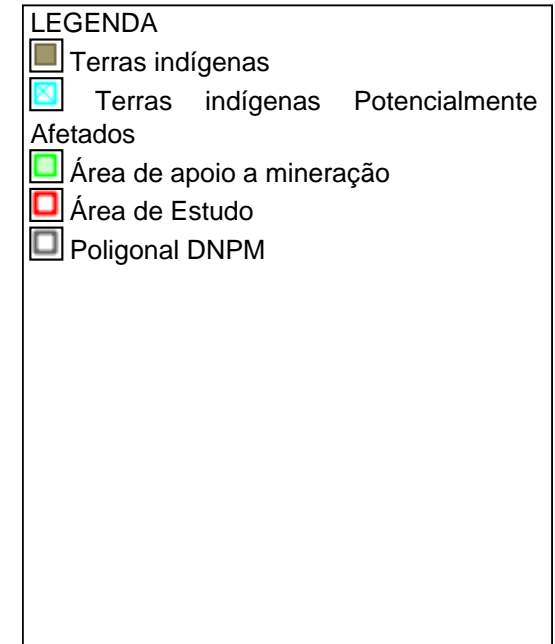 LEGENDA
Terras indígenas
Terras indígenas Potencialmente
Afetados
Área de apoio a mineração
Área de Estudo
Poligonal DNPM